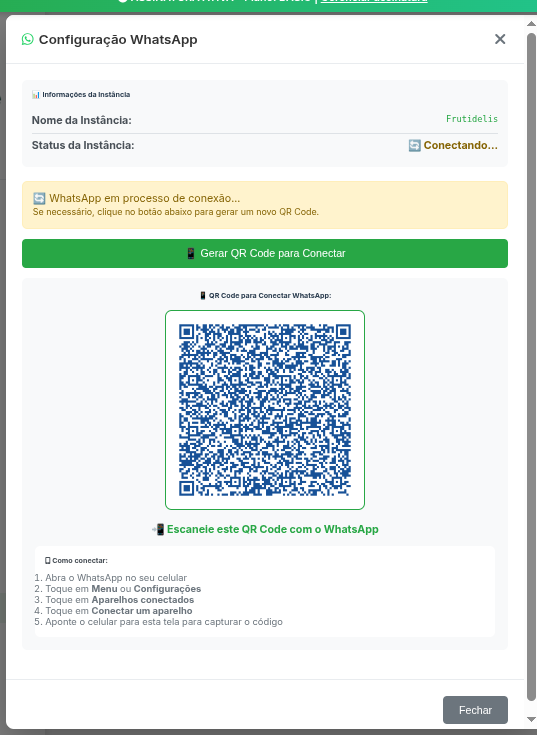 Configuração WhatsApp
Informações da Instância
Nome da Instância: Frutidelis
Status da Instância: Conectando...
WhatsApp em processo de conexão...
Se necessário, clique no botão abaixo para gerar um novo QR Code.
Gerar QR Code para Conectar
QR Code para Conectar WhatsApp:
Escaneie este QR Code com o WhatsApp
Como conectar:
1. Abra o WhatsApp no seu celular
2. Toque em Menu ou Configurações
3. Toque em Aparelhos conectados
4. Toque em Conectar um aparelho
5. Aponte o celular para esta tela para capturar o código
Fechar